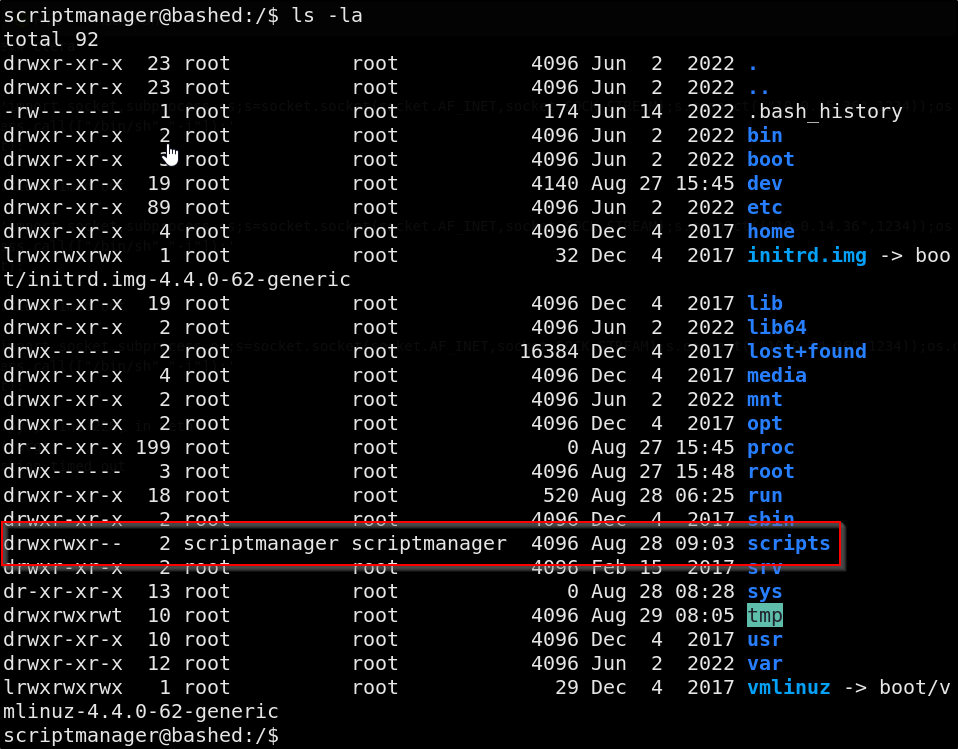 scriptmanager@bashed:/$ ls -la
total 92
drwxr-xr-x  23 root          root           4096 Jun  2  2022 .
drwxr-xr-x  23 root          root           4096 Jun  2  2022 ..
-rw-------   1 root          root            174 Jun 14  2022 .bash_history
drwxr-xr-x   2 root          root           4096 Jun  2  2022 bin
drwxr-xr-x     root          root           4096 Jun  2  2022 boot
drwxr-xr-x  19 root          root           4140 Aug 27 15:45 dev
drwxr-xr-x  89 root          root           4096 Jun  2  2022 etc
drwxr-xr-x   4 root          root           4096 Dec  4  2017 home
lrwxrwxrwx   1 root          root             32 Dec  4  2017 initrd.img -> boo
t/initrd.img-4.4.0-62-generic
drwxr-xr-x  19 root          root           4096 Dec  4  2017 lib
drwxr-xr-x   2 root          root           4096 Jun  2  2022 lib64
drwx------   2 root          root          16384 Dec  4  2017 lost+found
drwxr-xr-x   4 root          root           4096 Dec  4  2017 media
drwxr-xr-x   2 root          root           4096 Jun  2  2022 mnt
drwxr-xr-x   2 root          root           4096 Dec  4  2017 opt
dr-xr-xr-x 199 root          root              0 Aug 27 15:45 proc
drwx------   3 root          root           4096 Aug 27 15:48 root
drwxr-xr-x  18 root          root            520 Aug 28 06:25 run
drwxr-xr-x   2 root          root           4096 Dec  4  2017 sbin
drwxrwxr--   2 scriptmanager scriptmanager  4096 Aug 28 09:03 scripts
drwxr-xr-x   2 root          root           4096 Feb 15  2017 srv
dr-xr-xr-x  13 root          root              0 Aug 28 08:28 sys
drwxrwxrwt  10 root          root           4096 Aug 29 08:05 tmp
drwxr-xr-x  10 root          root           4096 Dec  4  2017 usr
drwxr-xr-x  12 root          root           4096 Jun  2  2022 var
lrwxrwxrwx   1 root          root             29 Dec  4  2017 vmlinuz -> boot/v
mlinuz-4.4.0-62-generic
scriptmanager@bashed:/$